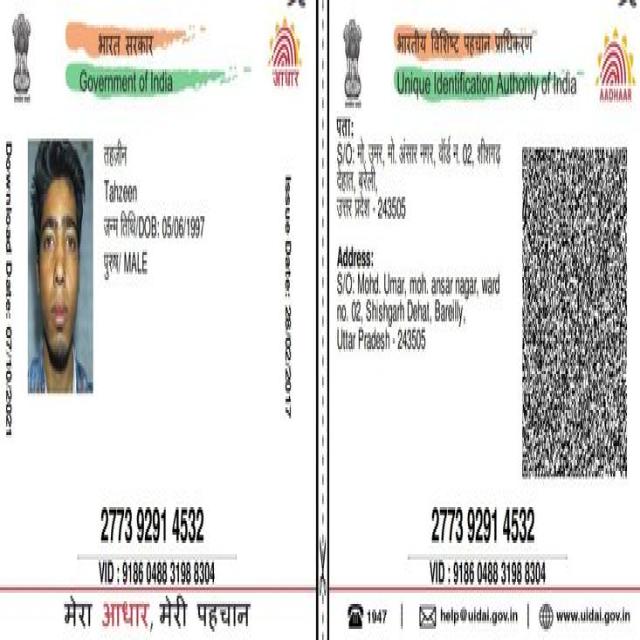 भारत सरकार
Government of India
आधार
Download Date: 07/10/2021
तहज़ीन
Tahzeen
जन्म तिथि/DOB: 05/06/1997
पुरुष/ MALE
Issue Date: 28/02/2017
2773 9291 4532
VID : 9186 0488 3198 8304
मेरा आधार, मेरी पहचान
भारतीय विशिष्ट पहचान प्राधिकरण
Unique Identification Authority of India
AADHAAR
पता:
S/O: मो. उमर, मो. अंसार नगर, वॉर्ड न. 02, शीशगढ़
देहात, बरेली,
उत्तर प्रदेश - 243505
Address:
S/O: Mohd. Umar, moh. ansar nagar, ward
no. 02, Shishgarh Dehat, Bareilly,
Uttar Pradesh - 243505
2773 9291 4532
VID : 9186 0488 3198 8304
1947 | help@uidai.gov.in | www.uidai.gov.in